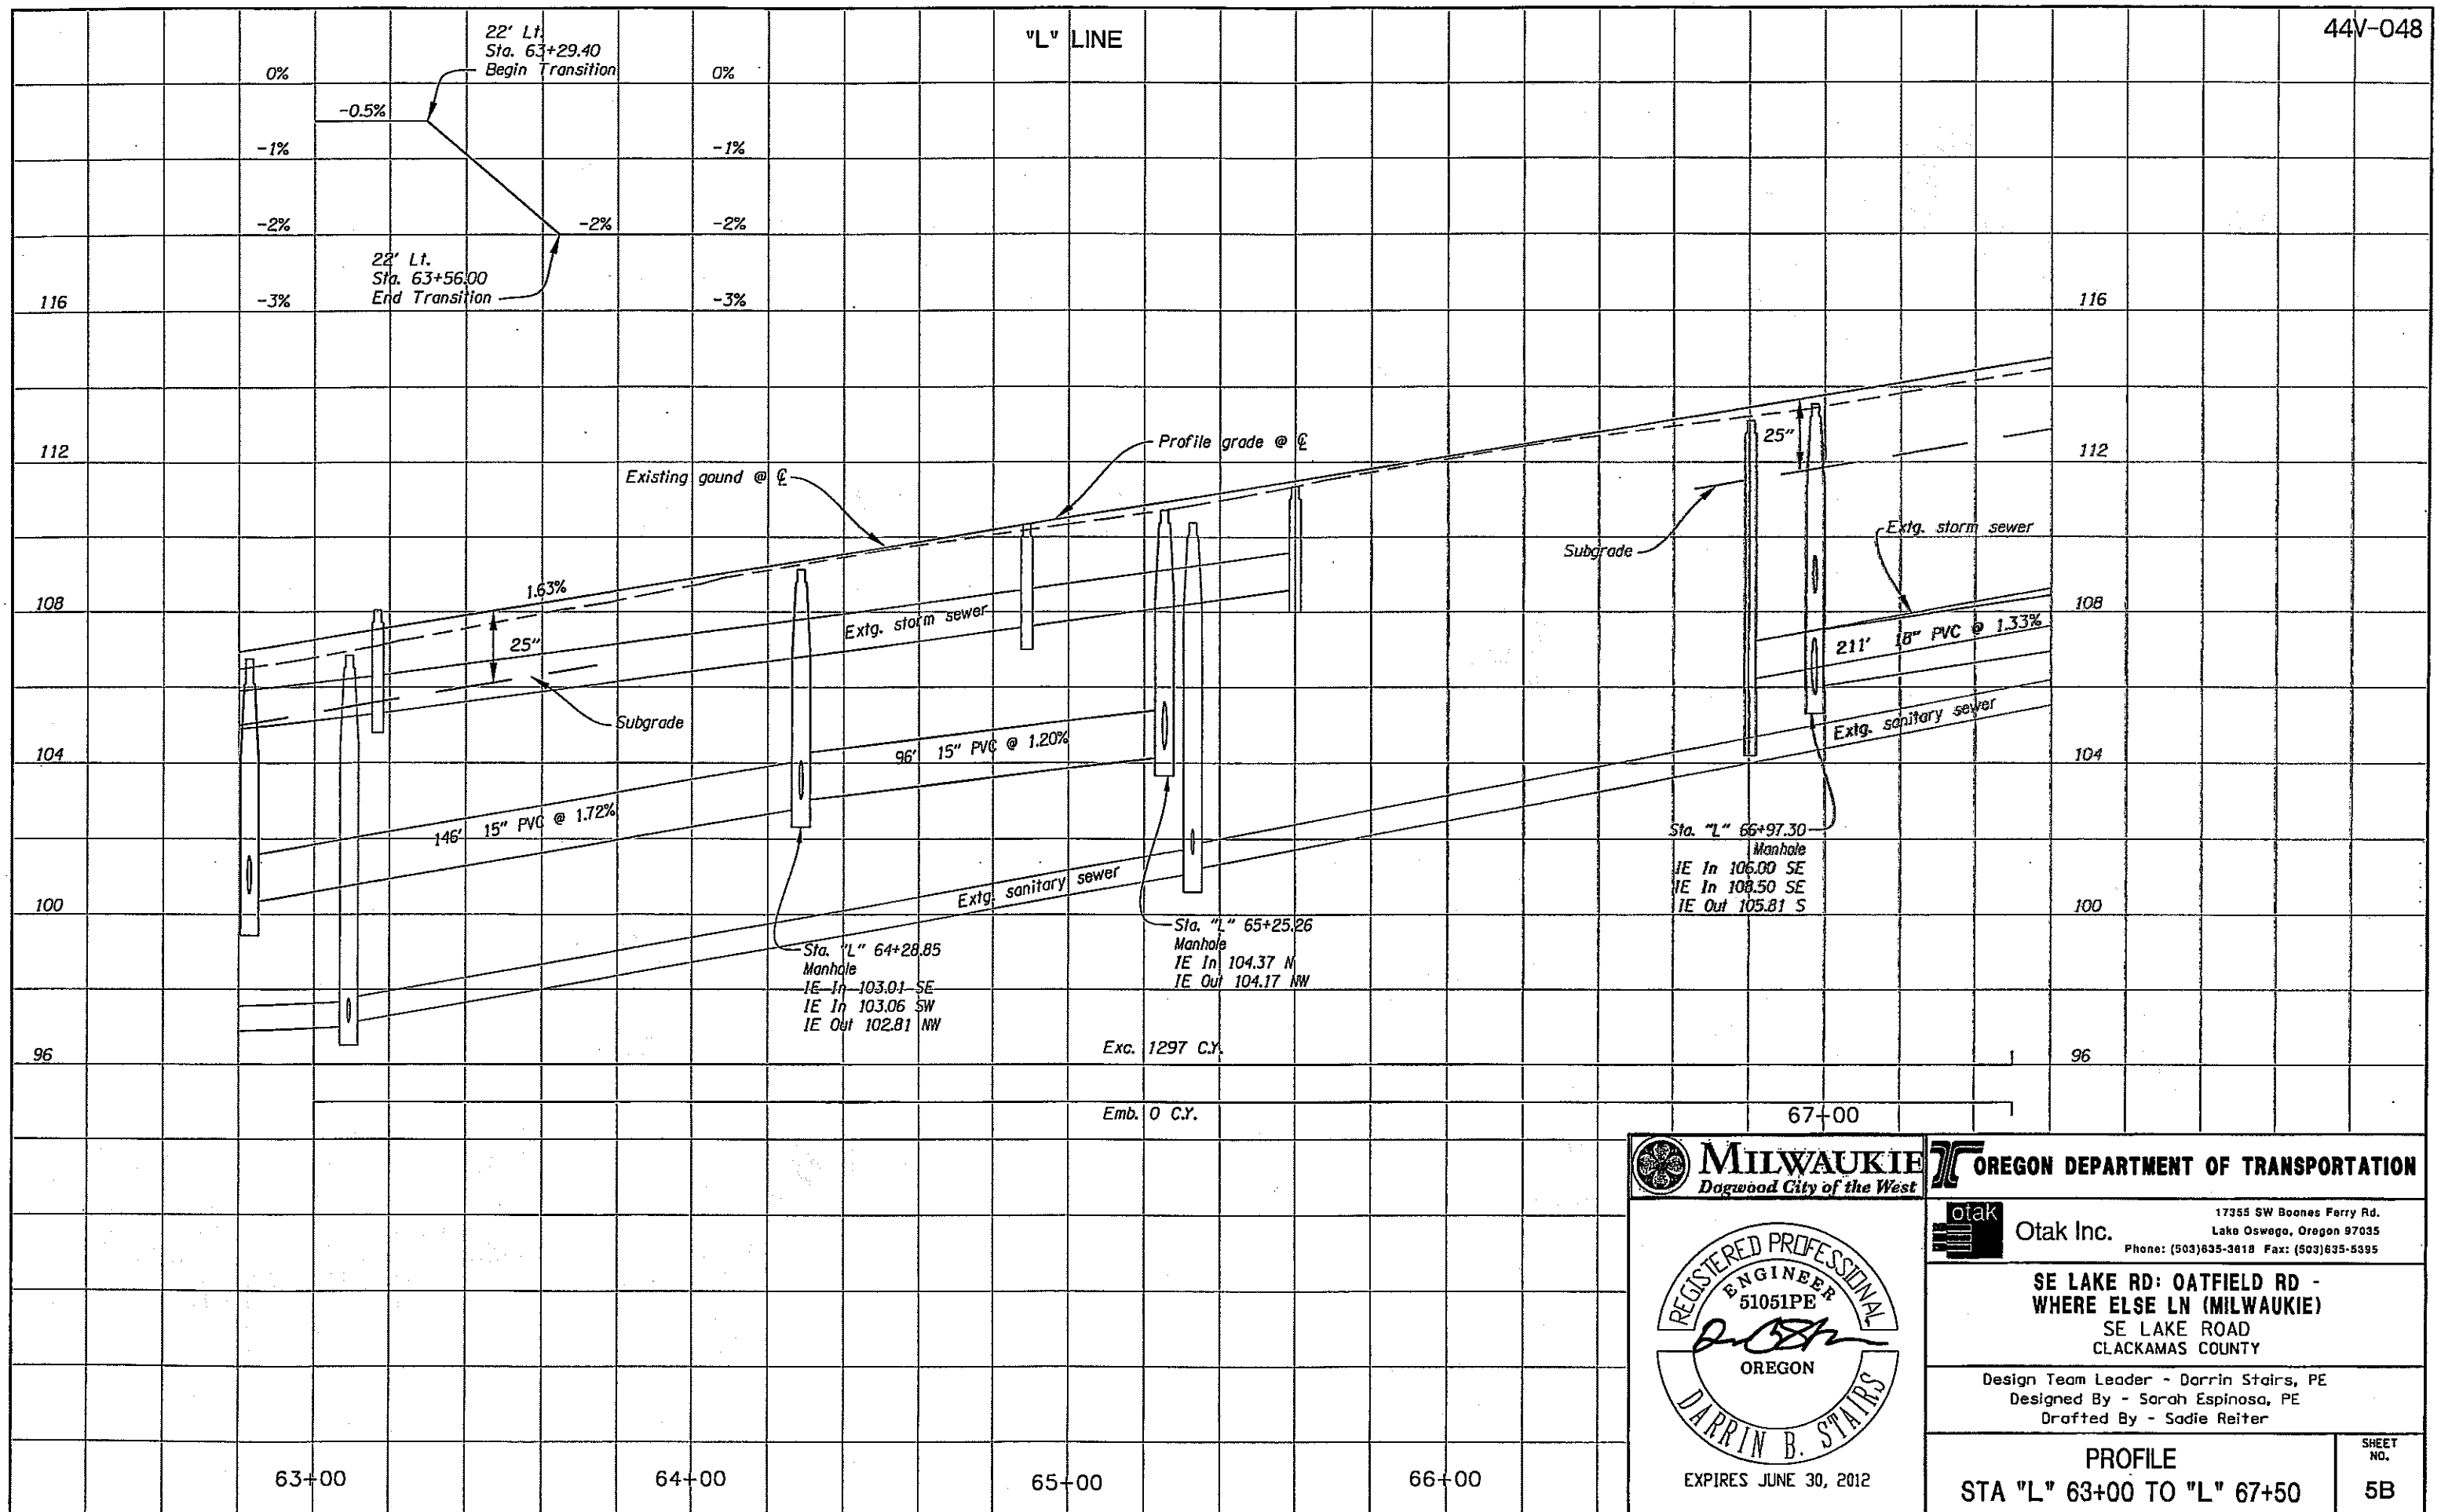 "L" LINE
44V-048
22' Lt.
Sta. 63+29.40
Begin Transition
0%
0%
-0.5%
-1%
-1%
-2%
-2%
-2%
22' Lt.
Sta. 63+56.00
End Transition
-3%
-3%
116
116
112
112
Profile grade @ ℄
Existing gound @ ℄
25"
Subgrade
Extg. storm sewer
1.63%
108
108
25"
Extg. storm sewer
211' 18" PVC @ 1.33%
Subgrade
Extg. sanitary sewer
104
104
96' 15" PVC @ 1.20%
146' 15" PVC @ 1.72%
Sta. "L" 66+97.30
Manhole
IE In 106.00 SE
IE In 108.50 SE
IE Out 105.81 S
100
100
Extg. sanitary sewer
Sta. "L" 65+25.26
Manhole
IE In 104.37 N
IE Out 104.17 NW
Sta. "L" 64+28.85
Manhole
IE In 103.01 SE
IE In 103.06 SW
IE Out 102.81 NW
96
96
Exc. 1297 C.Y.
Emb. 0 C.Y.
67+00
63+00
64+00
65+00
66+00
MILWAUKIE
Dogwood City of the West
OREGON DEPARTMENT OF TRANSPORTATION
otak
Otak Inc.
17355 SW Boones Ferry Rd.
Lake Oswego, Oregon 97035
Phone: (503)635-3618 Fax: (503)635-5395
REGISTERED PROFESSIONAL
ENGINEER
51051PE
OREGON
DARRIN B. STAIRS
EXPIRES JUNE 30, 2012
SE LAKE RD: OATFIELD RD -
WHERE ELSE LN (MILWAUKIE)
SE LAKE ROAD
CLACKAMAS COUNTY
Design Team Leader - Darrin Stairs, PE
Designed By - Sarah Espinosa, PE
Drafted By - Sadie Reiter
PROFILE
STA "L" 63+00 TO "L" 67+50
SHEET
NO.
5B